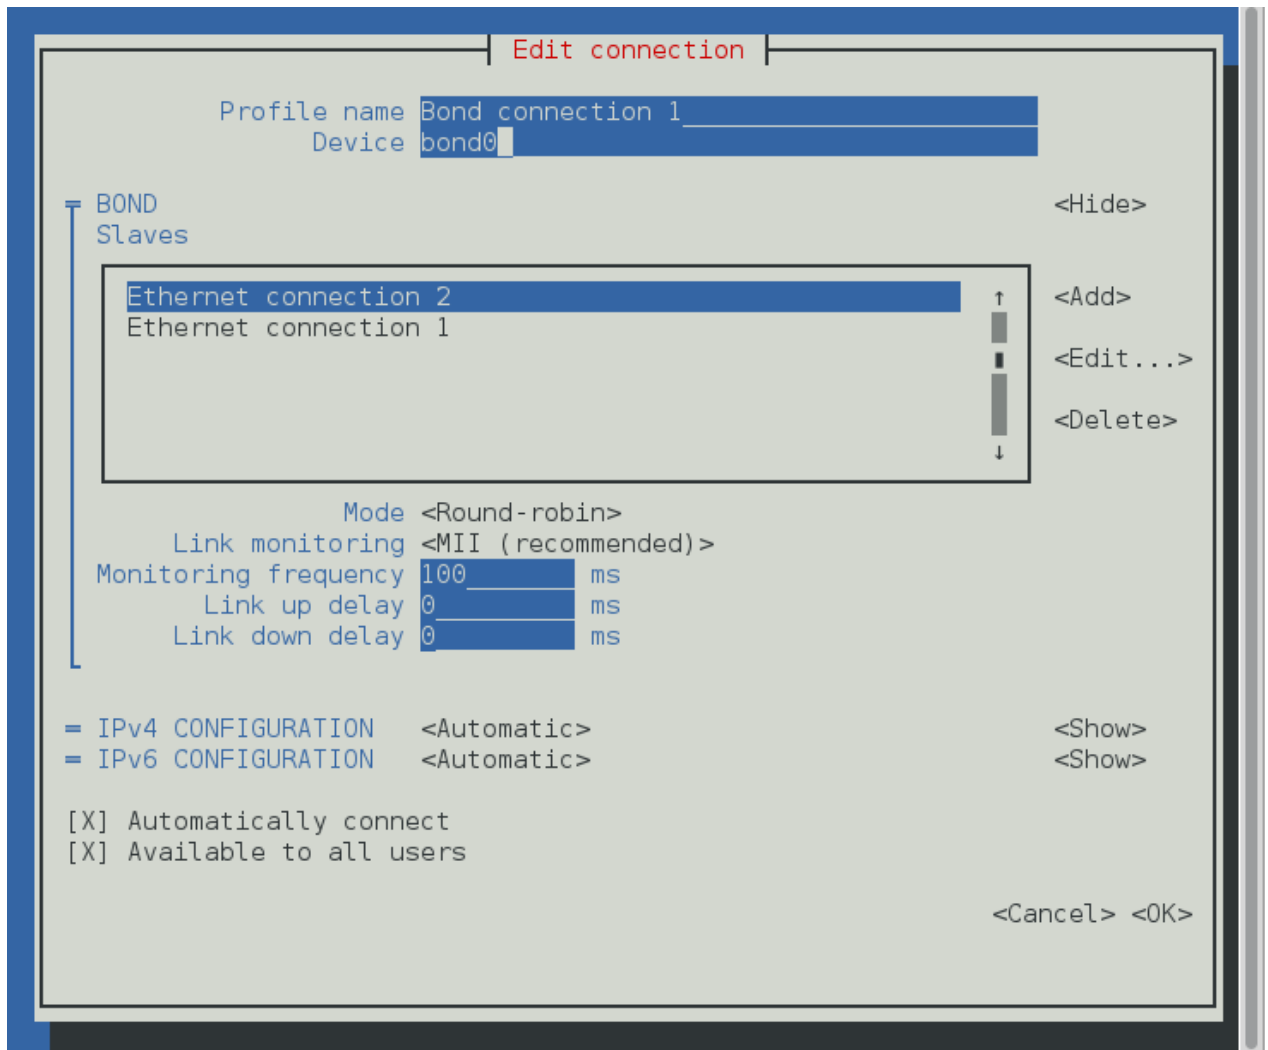 Edit connection
Profile name Bond connection 1
Device bond0
BOND <Hide>
Slaves
Ethernet connection 2 ↑ <Add>
Ethernet connection 1
<Edit...>
<Delete>
↓
Mode <Round-robin>
Link monitoring <MII (recommended)>
Monitoring frequency 100 ms
Link up delay 0 ms
Link down delay 0 ms
= IPv4 CONFIGURATION <Automatic> <Show>
= IPv6 CONFIGURATION <Automatic> <Show>
[X] Automatically connect
[X] Available to all users
<Cancel> <OK>